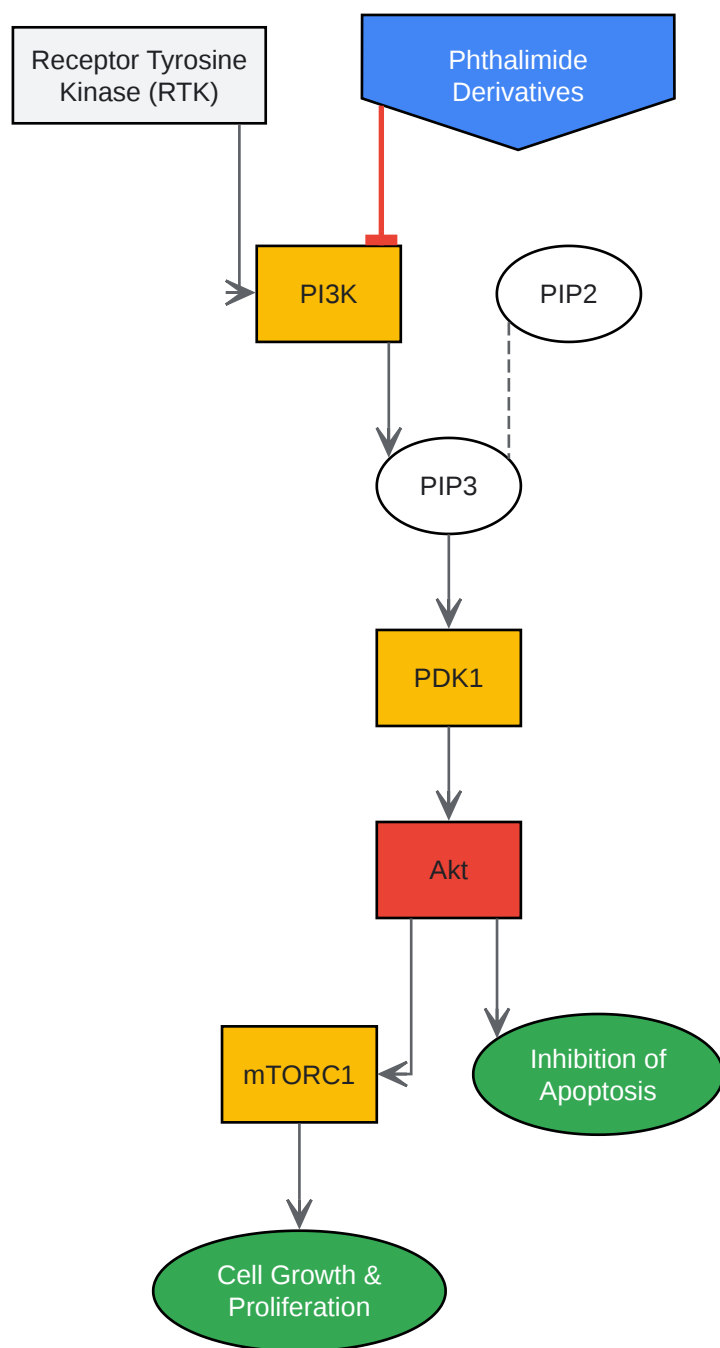 Receptor Tyrosine
Kinase (RTK)
Phthalimide
Derivatives
PI3K
PIP2
PIP3
PDK1
Akt
mTORC1
Inhibition of
Apoptosis
Cell Growth &
Proliferation